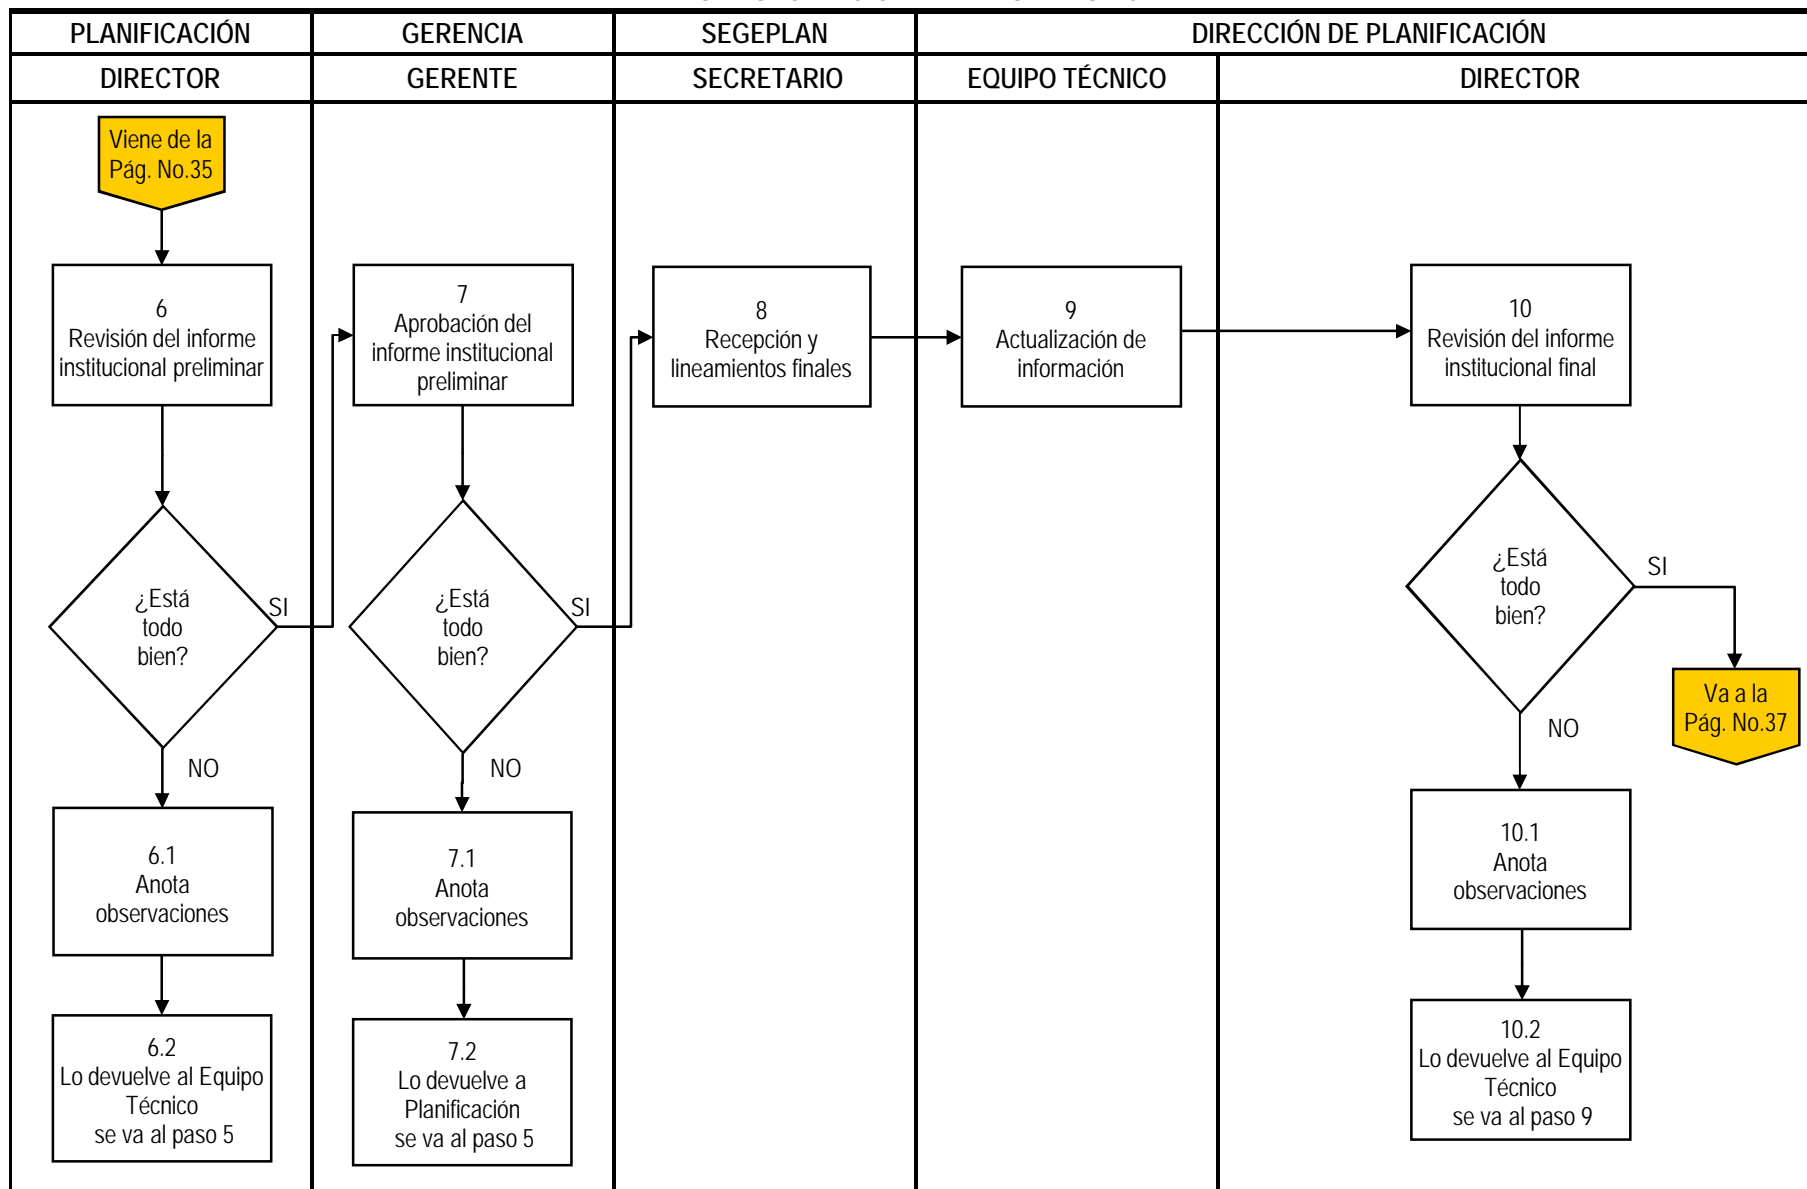 PLANIFICACIÓN
GERENCIA
SEGEPLAN
DIRECCIÓN DE PLANIFICACIÓN
DIRECTOR
GERENTE
SECRETARIO
EQUIPO TÉCNICO
DIRECTOR
Viene de la
Pág. No.35
6
Revisión del informe
institucional preliminar
7
Aprobación del
informe institucional
preliminar
8
Recepción y
lineamientos finales
9
Actualización de
información
10
Revisión del informe
institucional final
¿Está
todo
bien?
SI
¿Está
todo
bien?
SI
¿Está
todo
bien?
SI
Va a la
Pág. No.37
NO
NO
NO
6.1
Anota
observaciones
7.1
Anota
observaciones
10.1
Anota
observaciones
6.2
Lo devuelve al Equipo
Técnico
se va al paso 5
7.2
Lo devuelve a
Planificación
se va al paso 5
10.2
Lo devuelve al Equipo
Técnico
se va al paso 9